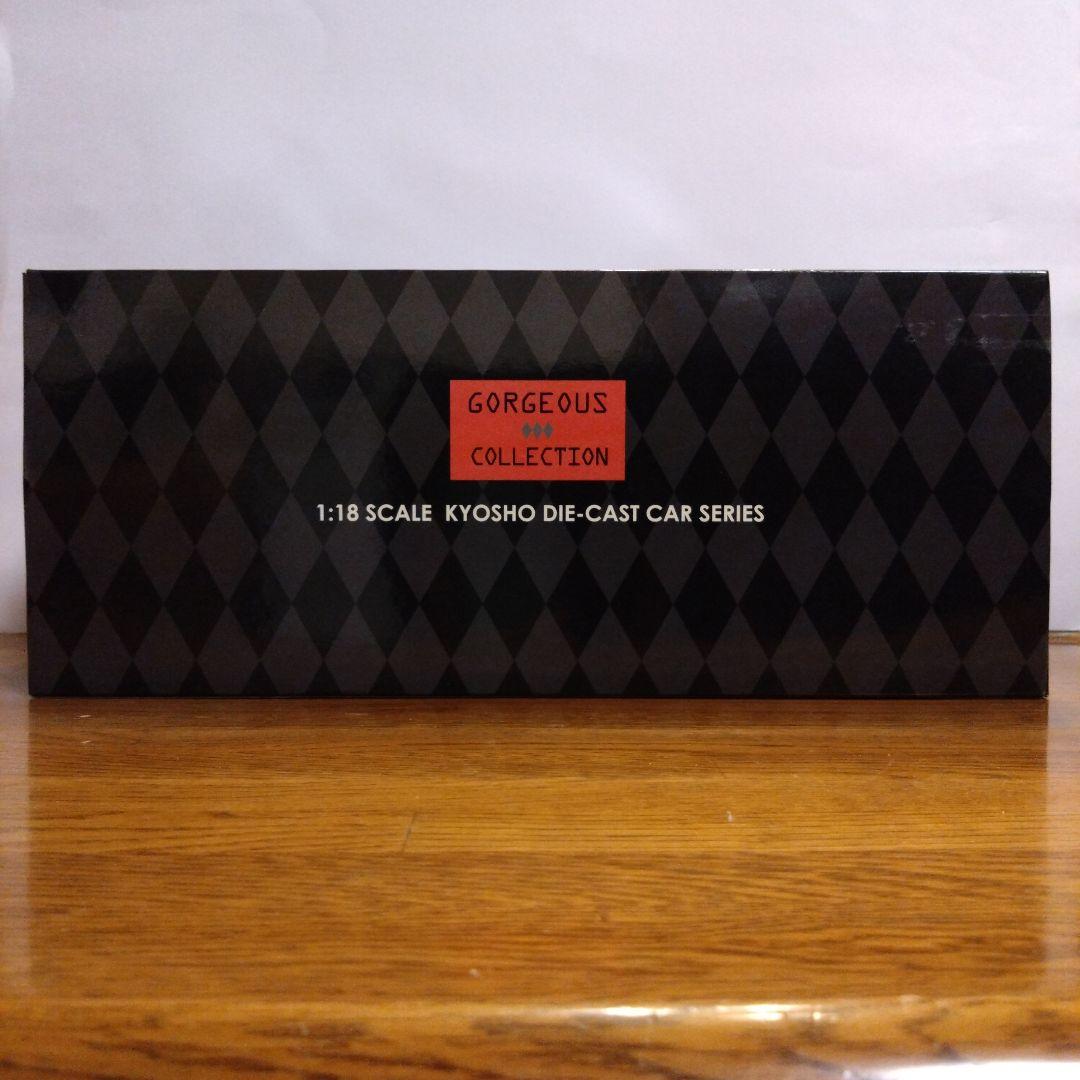 GORGEOUS
COLLECTION
1:18 SCALE KYOSHO DIE-CAST CAR SERIES